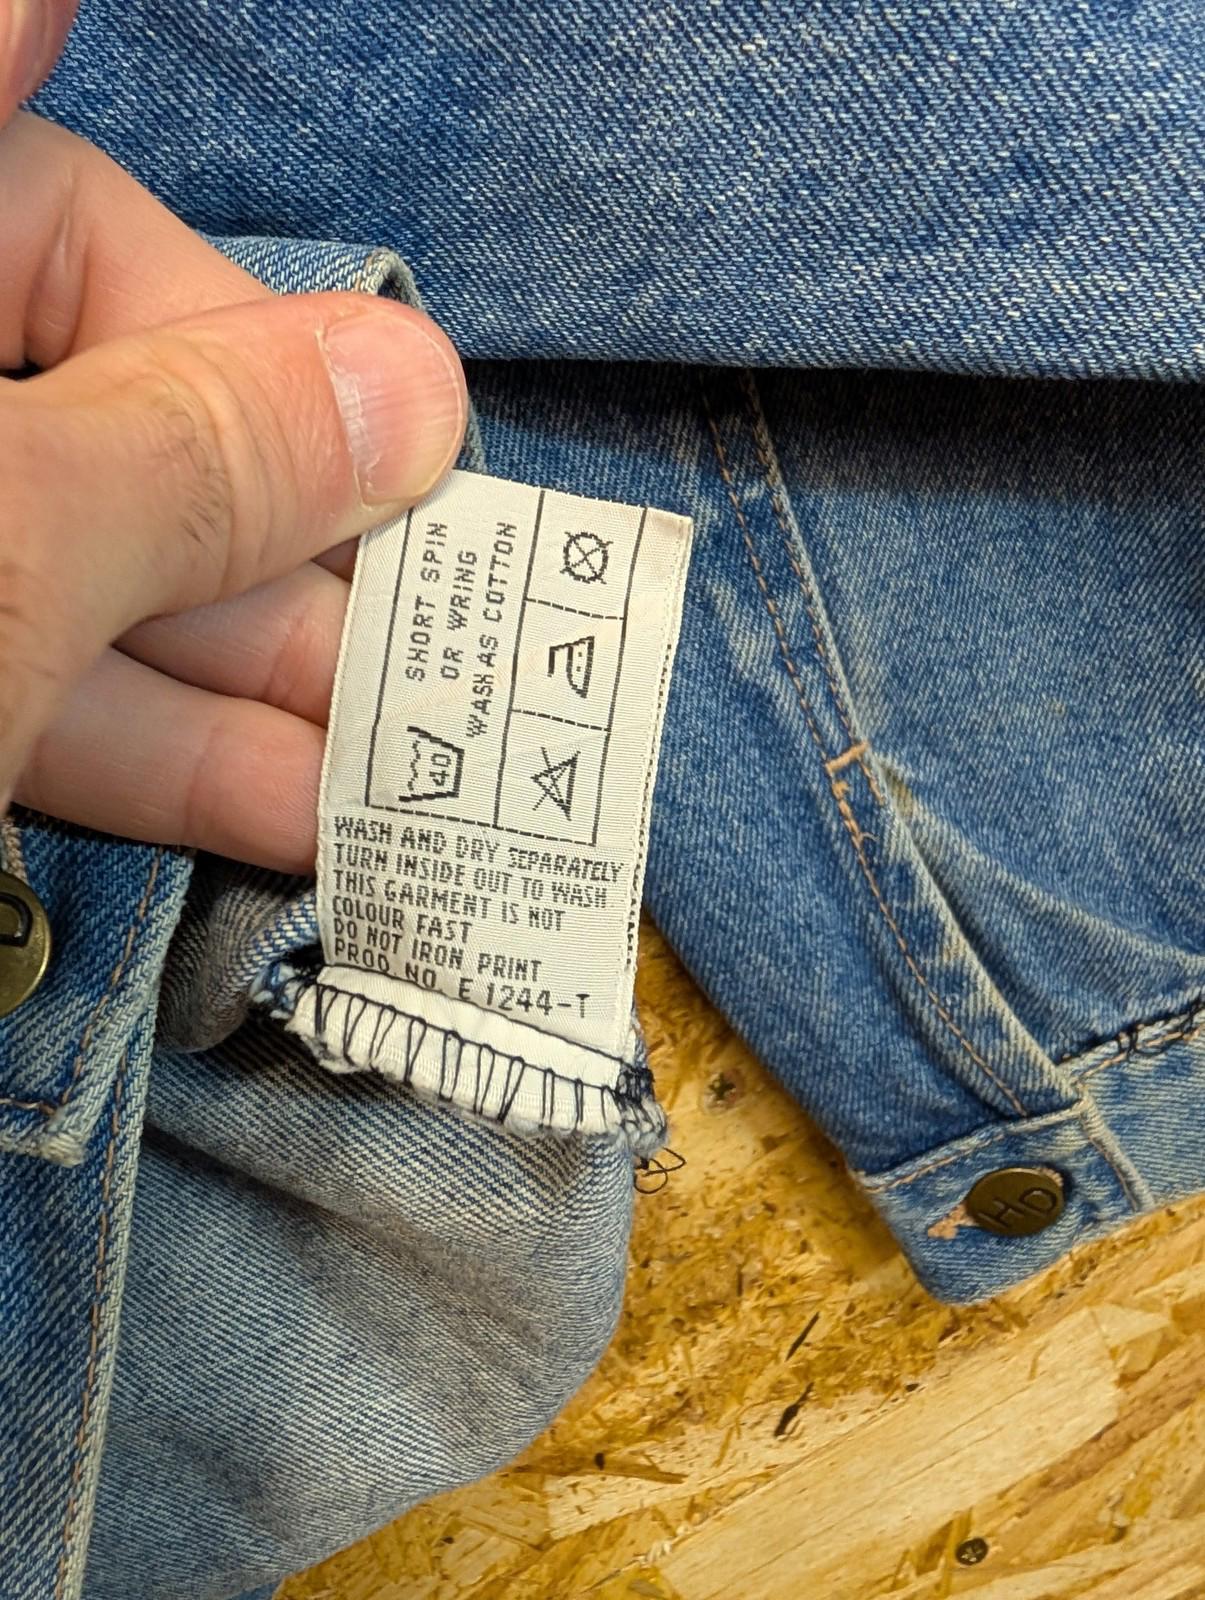 40
SHORT SPIN
OR WRING
WASH AS COTTON
WASH AND DRY SEPARATELY
TURN INSIDE OUT TO WASH
THIS GARMENT IS NOT
COLOUR FAST
DO NOT IRON PRINT
PROD. NO. E 1244-T
HD